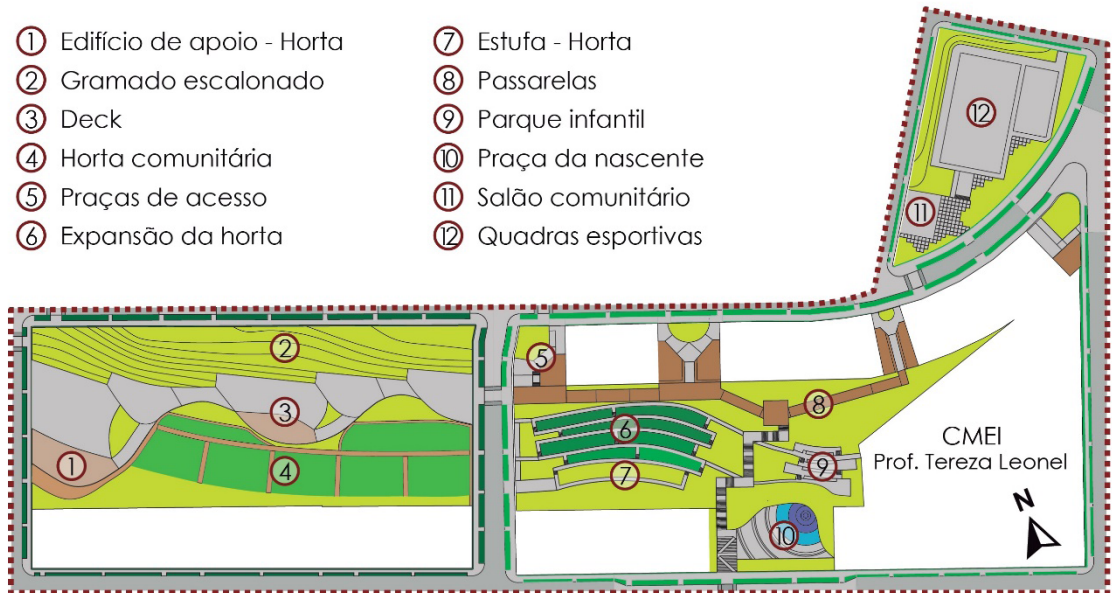 1 Edifício de apoio - Horta
2 Gramado escalonado
3 Deck
4 Horta comunitária
5 Praças de acesso
6 Expansão da horta
7 Estufa - Horta
8 Passarelas
9 Parque infantil
10 Praça da nascente
11 Salão comunitário
12 Quadras esportivas
12
11
2
5
3
8
6
1
4
7
9
10
CMEI
Prof. Tereza Leonel
N